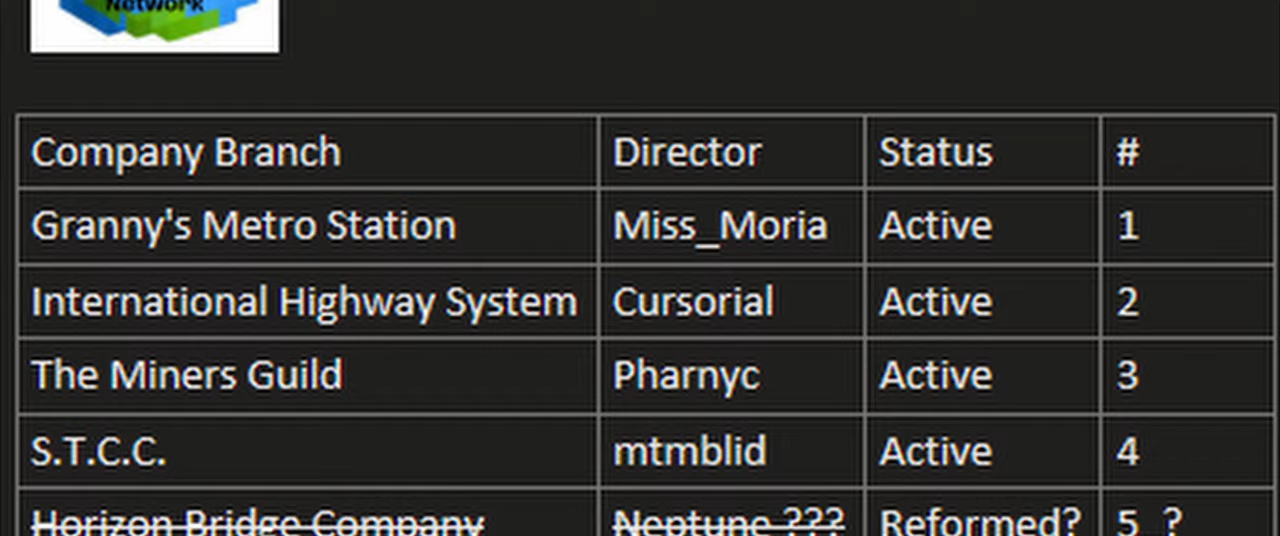 Network
Company Branch Director Status #
Granny's Metro Station Miss_Moria Active 1
International Highway System Cursorial Active 2
The Miners Guild Pharnyc Active 3
S.T.C.C. mtmblid Active 4
Horizon Bridge Company Neptune ??? Reformed? 5 ?